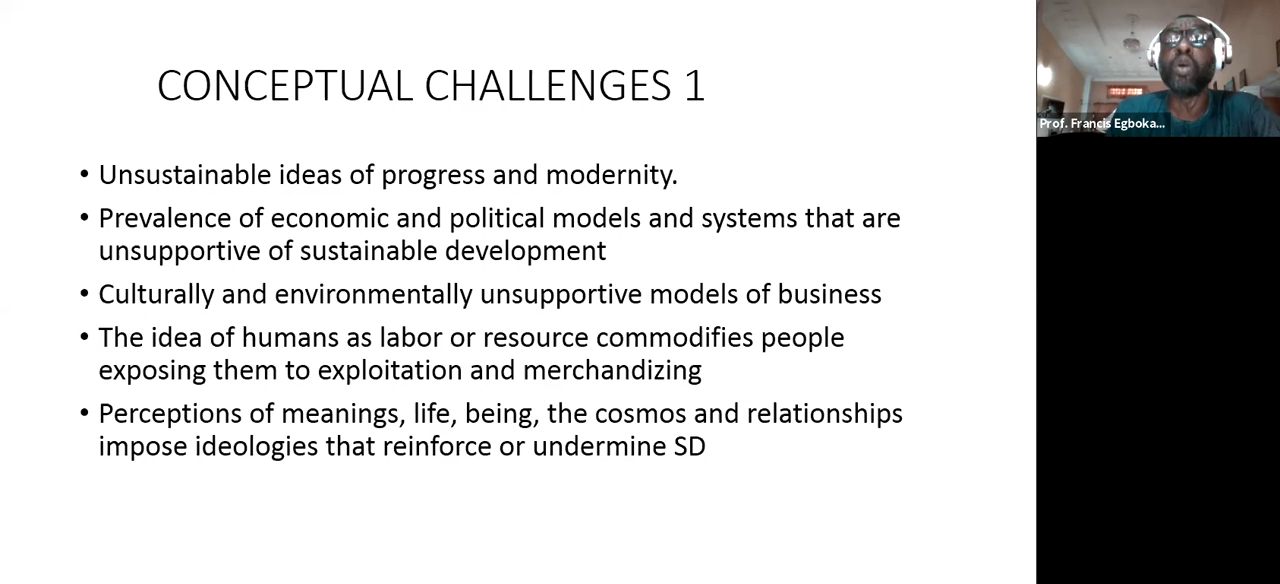 CONCEPTUAL CHALLENGES 1
• Unsustainable ideas of progress and modernity.
• Prevalence of economic and political models and systems that are
unsupportive of sustainable development
• Culturally and environmentally unsupportive models of business
• The idea of humans as labor or resource commodifies people
exposing them to exploitation and merchandizing
• Perceptions of meanings, life, being, the cosmos and relationships
impose ideologies that reinforce or undermine SD
Prof. Francis Egboka...